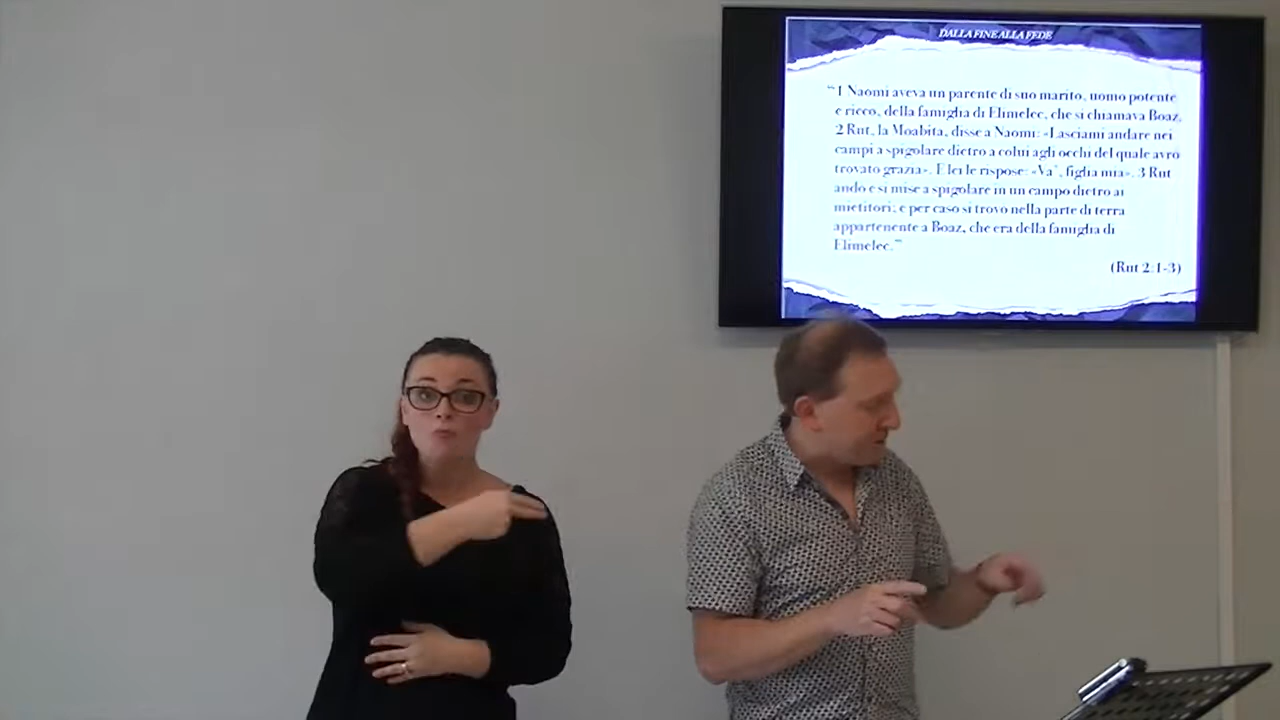 DALLA FINE ALLA FEDE
“1 Naomi aveva un parente di suo marito, uomo potente
e ricco, della famiglia di Elimelec, che si chiamava Boaz.
2 Rut, la Moabita, disse a Naomi: «Lasciami andare nei
campi a spigolare dietro a colui agli occhi del quale avrò
trovato grazia». E lei le rispose: «Va', figlia mia». 3 Rut
andò e si mise a spigolare in un campo dietro ai
mietitori; e per caso si trovò nella parte di terra
appartenente a Boaz, che era della famiglia di
Elimelec.”
(Rut 2:1-3)